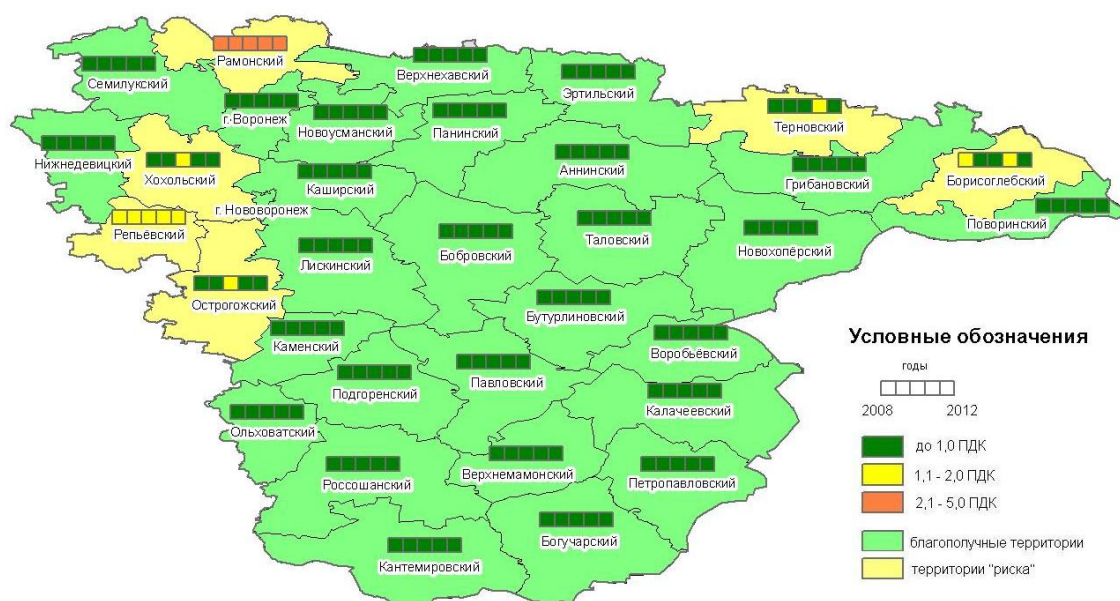 Рамонский
Семилукский
Верхнехавский
Эртильский
г. Воронеж
Новоусманский
Панинский
Терновский
Нижнедевицкий
Хохольский
Каширский
Аннинский
Грибановский
Борисоглебский
г. Нововоронеж
Репьёвский
Лискинский
Бобровский
Таловский
Новохопёрский
Поворинский
Острогожский
Бутурлиновский
Каменский
Воробьёвский
Подгоренский
Павловский
Калачеевский
Ольховатский
Россошанский
Верхнемамонский
Петропавловский
Богучарский
Кантемировский
Условные обозначения
годы
2008 2012
до 1,0 ПДК
1,1 - 2,0 ПДК
2,1 - 5,0 ПДК
благополучные территории
территории "риска"